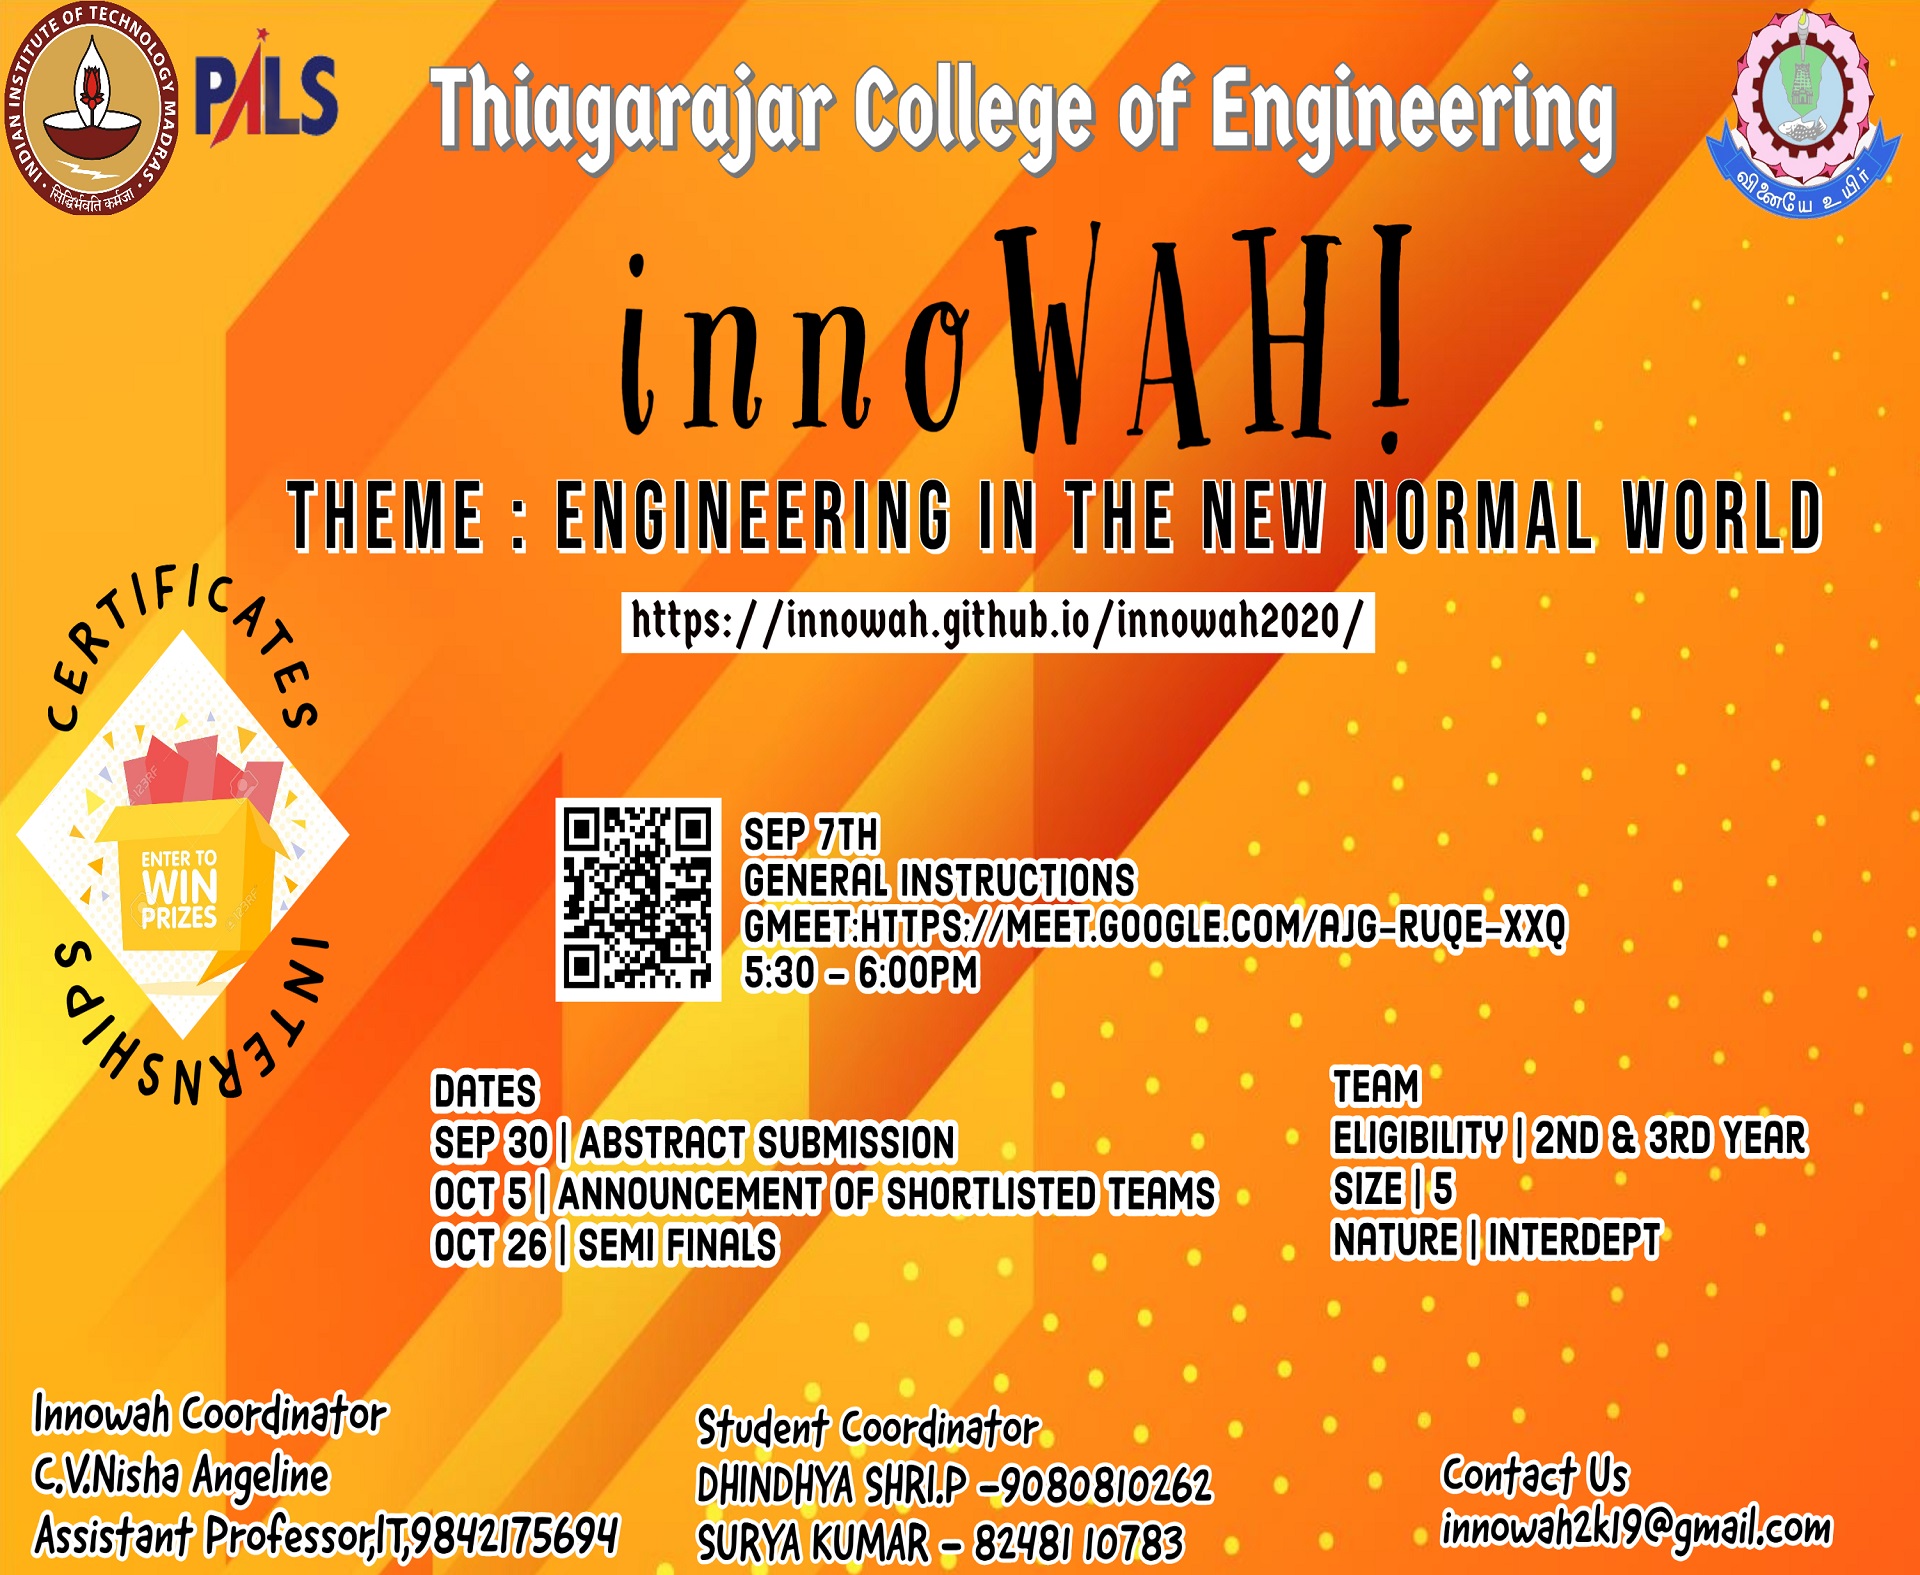 INDIAN INSTITUTE OF TECHNOLOGY MADRAS
सिद्धिर्भवति कर्मजा
PALS
Thiagarajar College of Engineering
வினையே உயிர்
innoWAH!
THEME : ENGINEERING IN THE NEW NORMAL WORLD
https://innowah.github.io/innowah2020/
CERTIFICATES
ENTER TO
WIN
PRIZES
INTERNSHIPS
123RF
123RF
SEP 7TH
GENERAL INSTRUCTIONS
GMEET:HTTPS://MEET.GOOGLE.COM/AJG-RUQE-XXQ
5:30 - 6:00PM
DATES
SEP 30 | ABSTRACT SUBMISSION
OCT 5 | ANNOUNCEMENT OF SHORTLISTED TEAMS
OCT 26 | SEMI FINALS
TEAM
ELIGIBILITY | 2ND & 3RD YEAR
SIZE | 5
NATURE | INTERDEPT
Innowah Coordinator
C.V.Nisha Angeline
Assistant Professor,IT,9842175694
Student Coordinator
DHINDHYA SHRI.P -9080810262
SURYA KUMAR - 82481 10783
Contact Us
innowah2k19@gmail.com